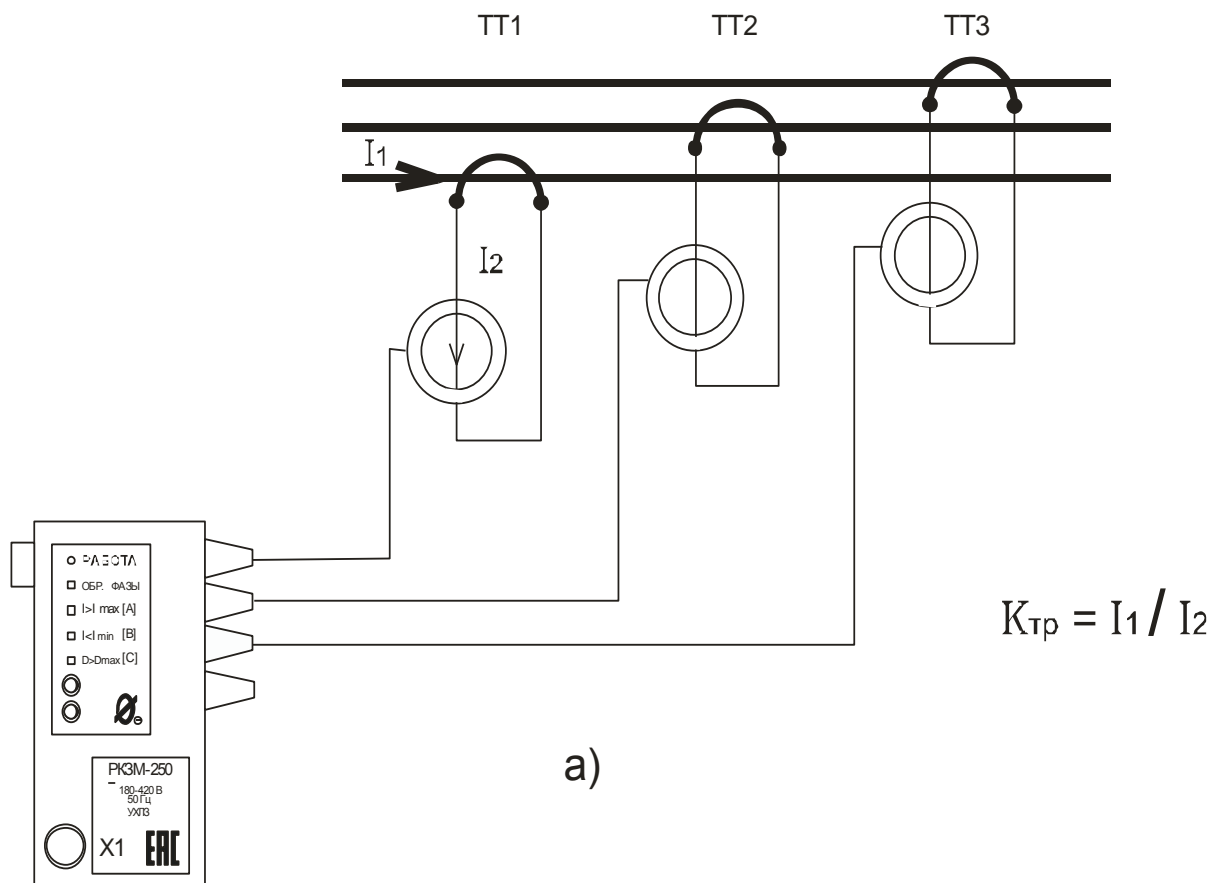 ТТ1 ТТ2 ТТ3
I1
I2
РАБОТА
ОБР. ФАЗЫ
I>I max [A]
I<I min [B]
D>Dmax [C]
Kтр = I1 / I2
а)
РКЗМ-250
180-420 В
50 Гц
УХЛ3
X1 EAC